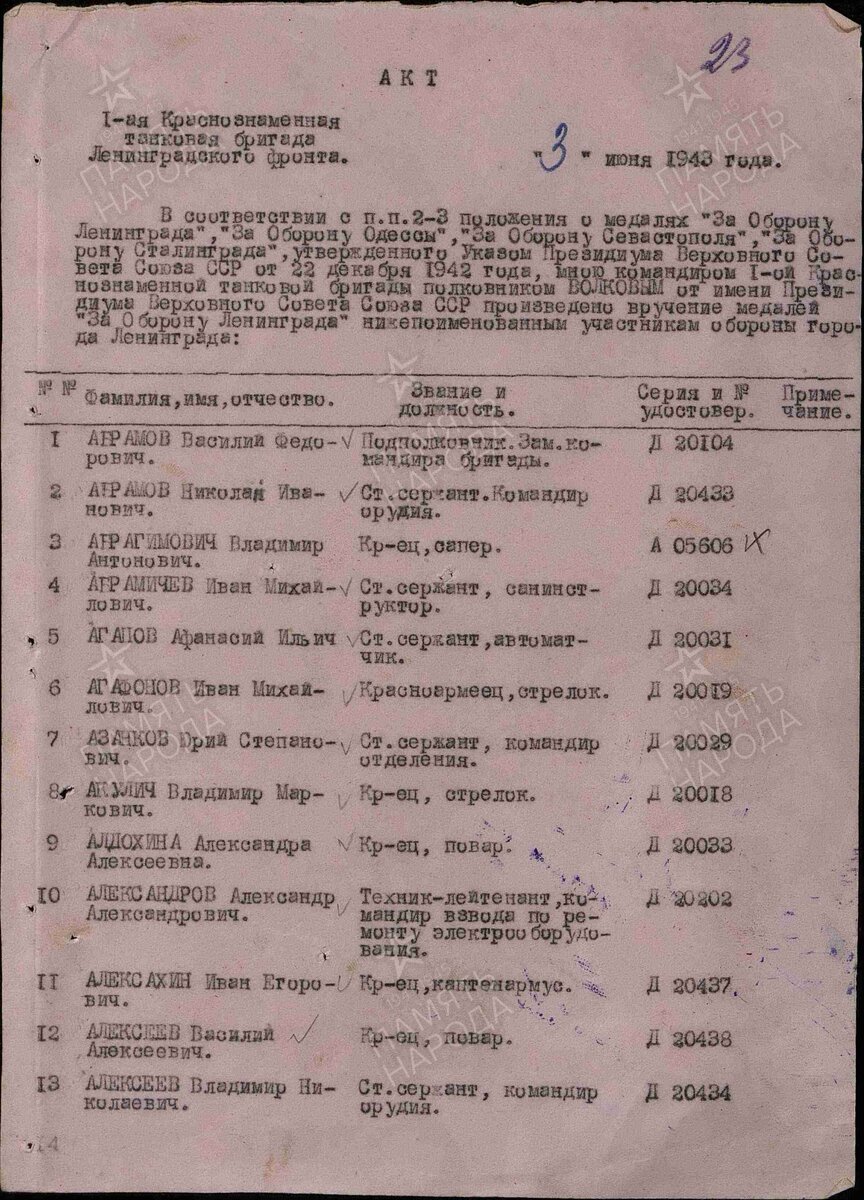 23
АКТ
I-ая Краснознаменная
танковая бригада
Ленинградского фронта.
"3" июня 1943 года.
В соответствии с п.п.2-3 положения о медалях "За Оборону
Ленинграда","За Оборону Одессы","За Оборону Севастополя","За Обо-
рону Сталинграда",утвержденного Указом Президиума Верховного Со-
вета Союза ССР от 22 декабря 1942 года, мною командиром I-ой Крас-
нознаменной танковой бригады полковником ВОЛКОВЫМ от имени Прези-
диума Верховного Совета Союза ССР произведено вручение медалей
"За Оборону Ленинграда" нижепоименованным участникам обороны горо-
да Ленинграда:
№ № Фамилия,имя,отчество. Звание и должность. Серия и № удостовер. Приме-чание.
I АБРАМОВ Василий Федо- Подполковник.Зам.ко- Д 20104
рович. мандира бригады.
2 АБРАМОВ Николай Ива- Ст.сержант.Командир Д 20433
нович. орудия.
3 АБРАГИМОВИЧ Владимир Кр-ец,сапер. А 05606
Антонович.
4 АБРАМИЧЕВ Иван Михай- Ст.сержант, санинст- Д 20034
лович. руктор.
5 АГАПОВ Афанасий Ильич Ст.сержант,автомат- Д 20031
чик.
6 АГАФОНОВ Иван Михай- Красноармеец,стрелок. Д 20019
лович.
7 АЗАНКОВ Юрий Степано- Ст.сержант, командир Д 20029
вич. отделения.
8 АКУЛИЧ Владимир Мар- Кр-ец, стрелок. Д 20018
кович.
9 АЛДОХИНА Александра Кр-ец, повар. Д 20033
Алексеевна.
10 АЛЕКСАНДРОВ Александр Техник-лейтенант,ко- Д 20202
Александрович. мандир взвода по ре-
монту электрооборудо-
вания.
II АЛЕКСАХИН Иван Егоро- Кр-ец,каптенармус. Д 20437.
вич.
12 АЛЕКСЕЕВ Василий Кр-ец, повар. Д 20438
Алексеевич.
13 АЛЕКСЕЕВ Владимир Ни- Ст.сержант, командир Д 20434
колаевич. орудия.
14
ПАМЯТЬ
НАРОДА